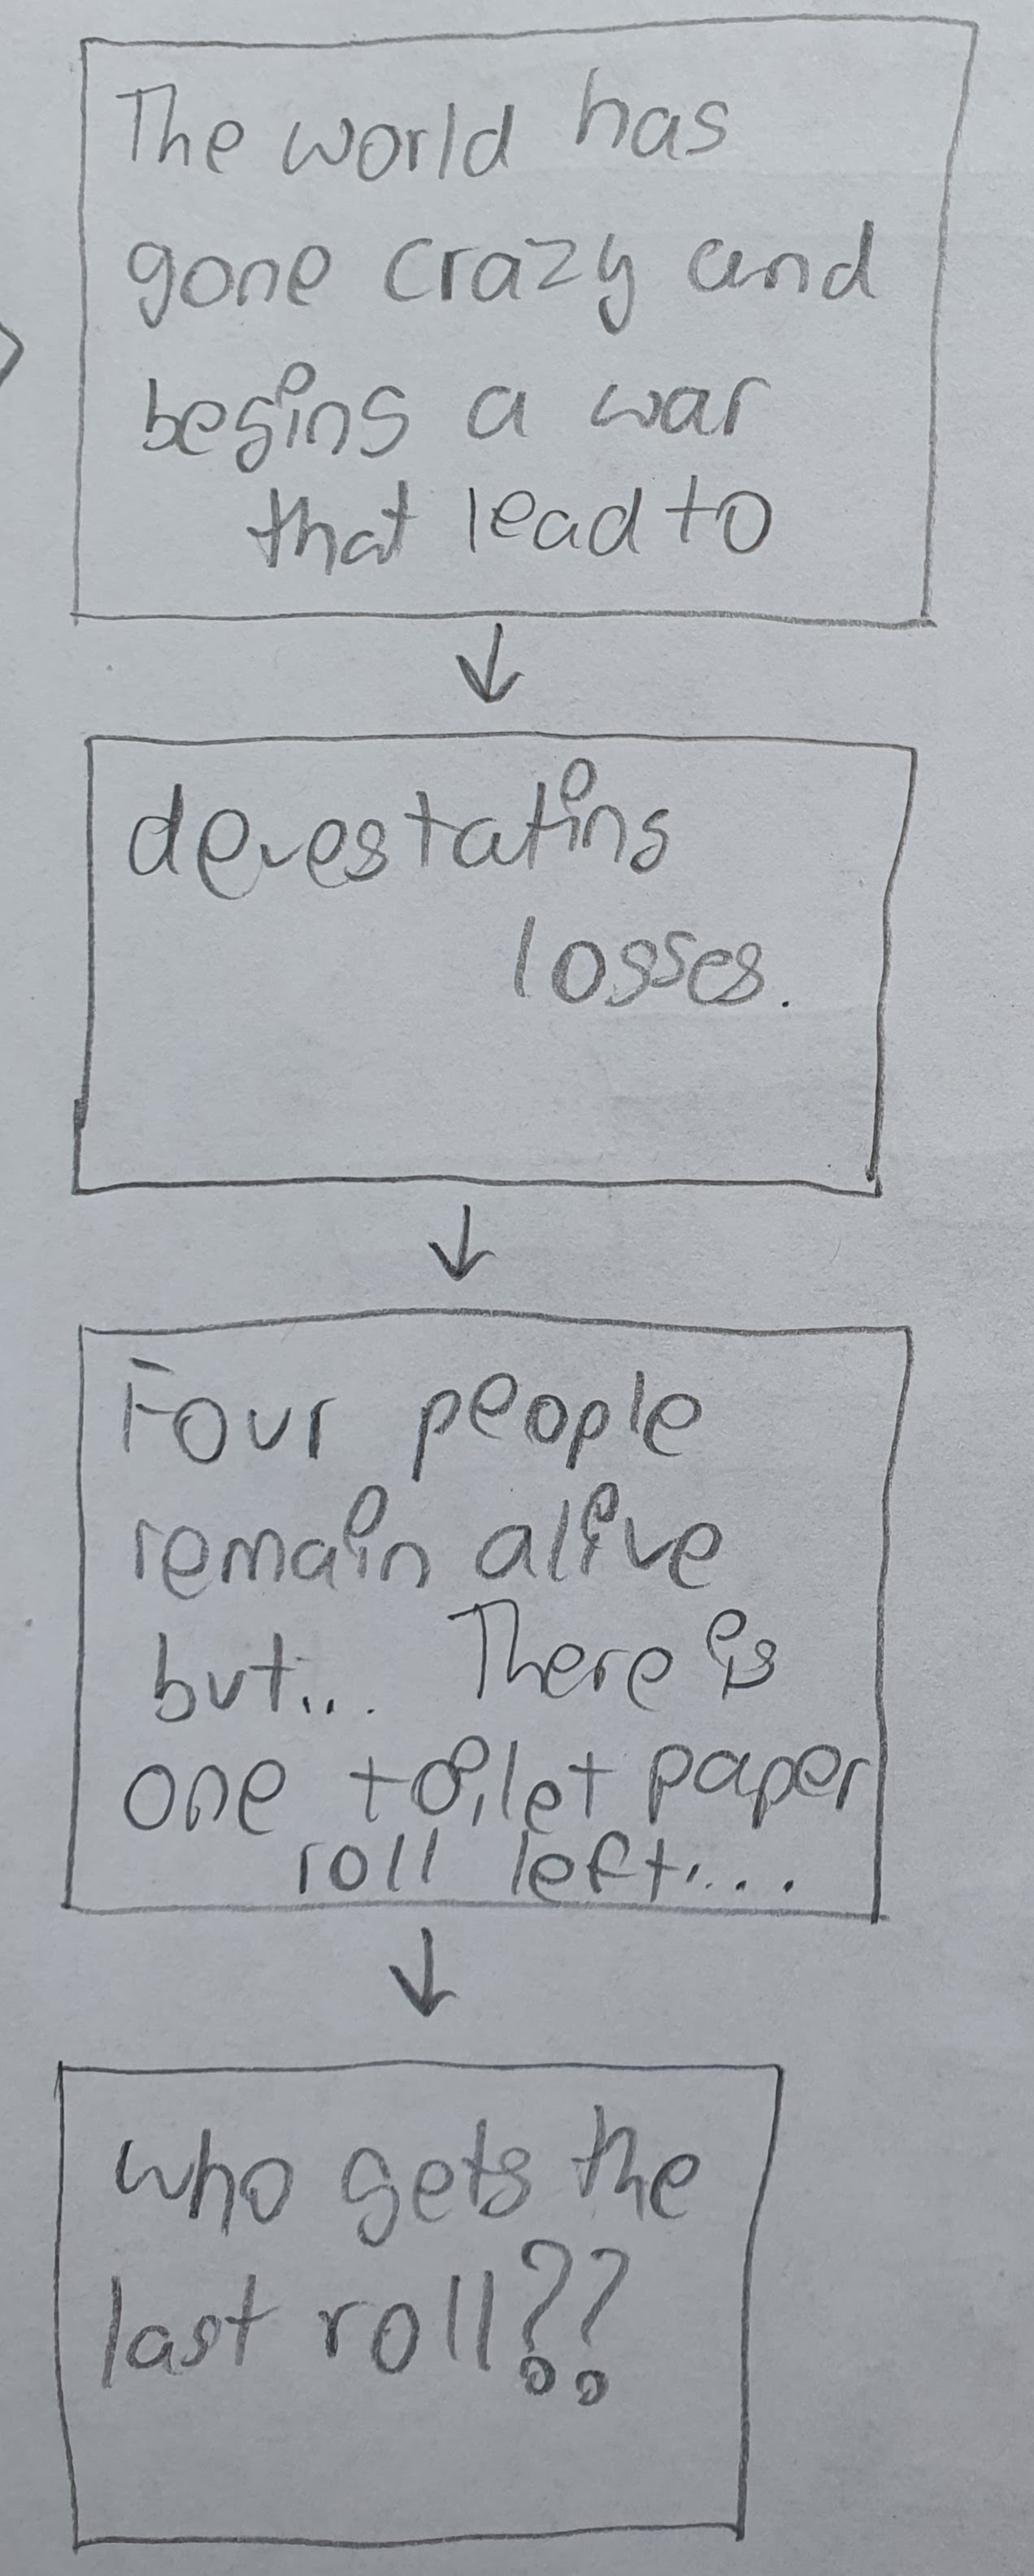 The world has
gone crazy and
begins a war
that lead to
devestating
losses.
Four people
remain alive
but... There is
one toilet paper
roll left....
who gets the
last roll??